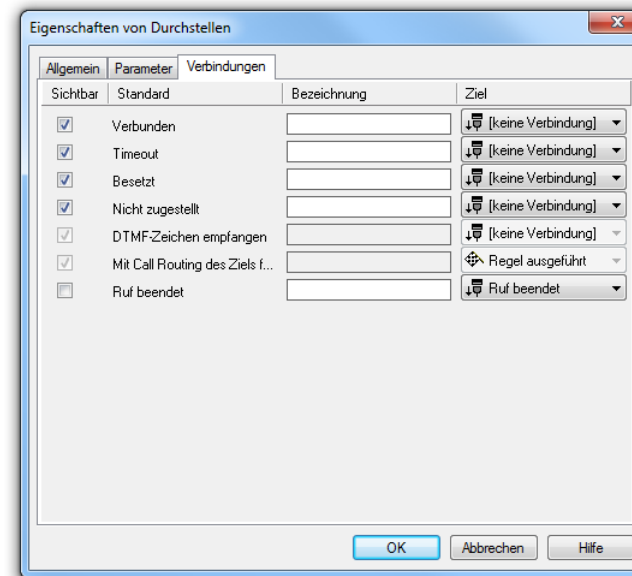 Eigenschaften von Durchstellen
Allgemein Parameter Verbindungen
Sichtbar Standard Bezeichnung Ziel
Verbunden [keine Verbindung]
Timeout [keine Verbindung]
Besetzt [keine Verbindung]
Nicht zugestellt [keine Verbindung]
DTMF-Zeichen empfangen [keine Verbindung]
Mit Call Routing des Ziels f... Regel ausgeführt
Ruf beendet Ruf beendet
OK Abbrechen Hilfe